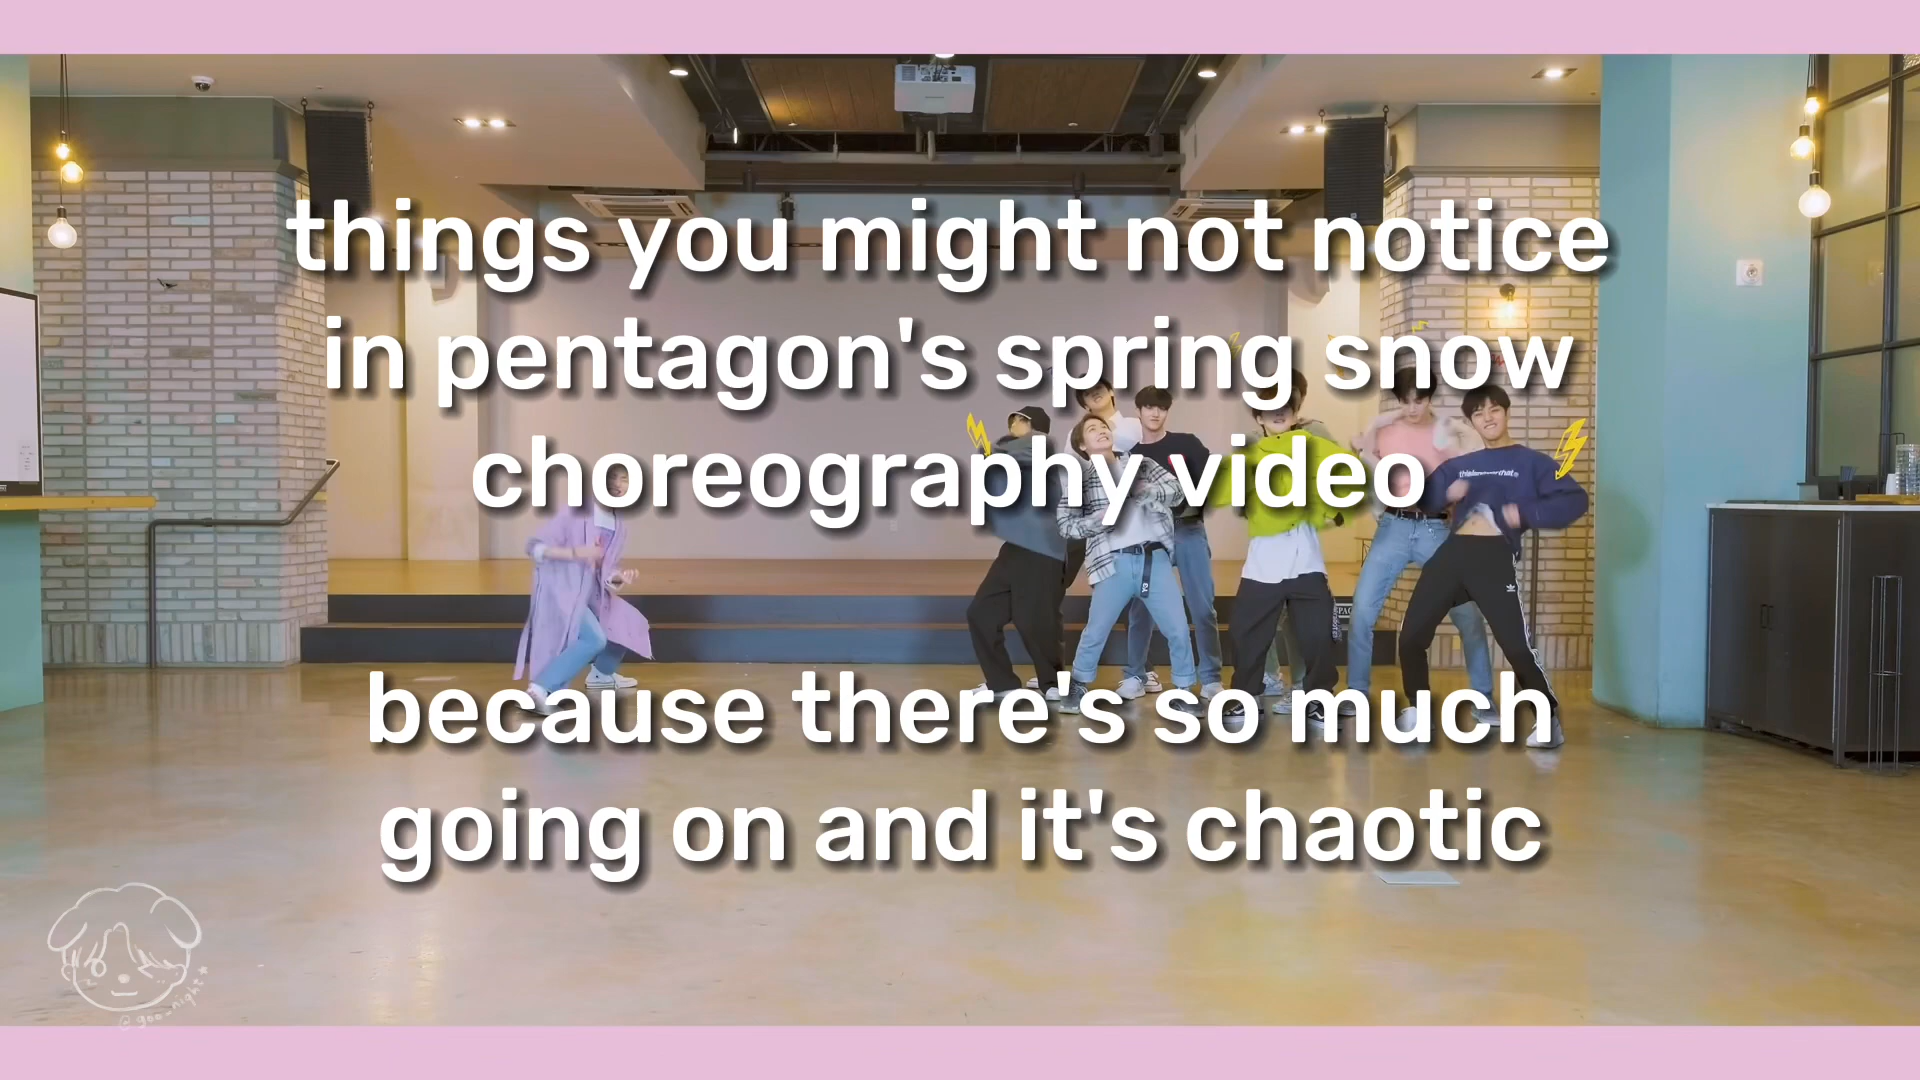 things you might not notice
in pentagon's spring snow
choreography video
because there's so much
going on and it's chaotic
@goo_night★